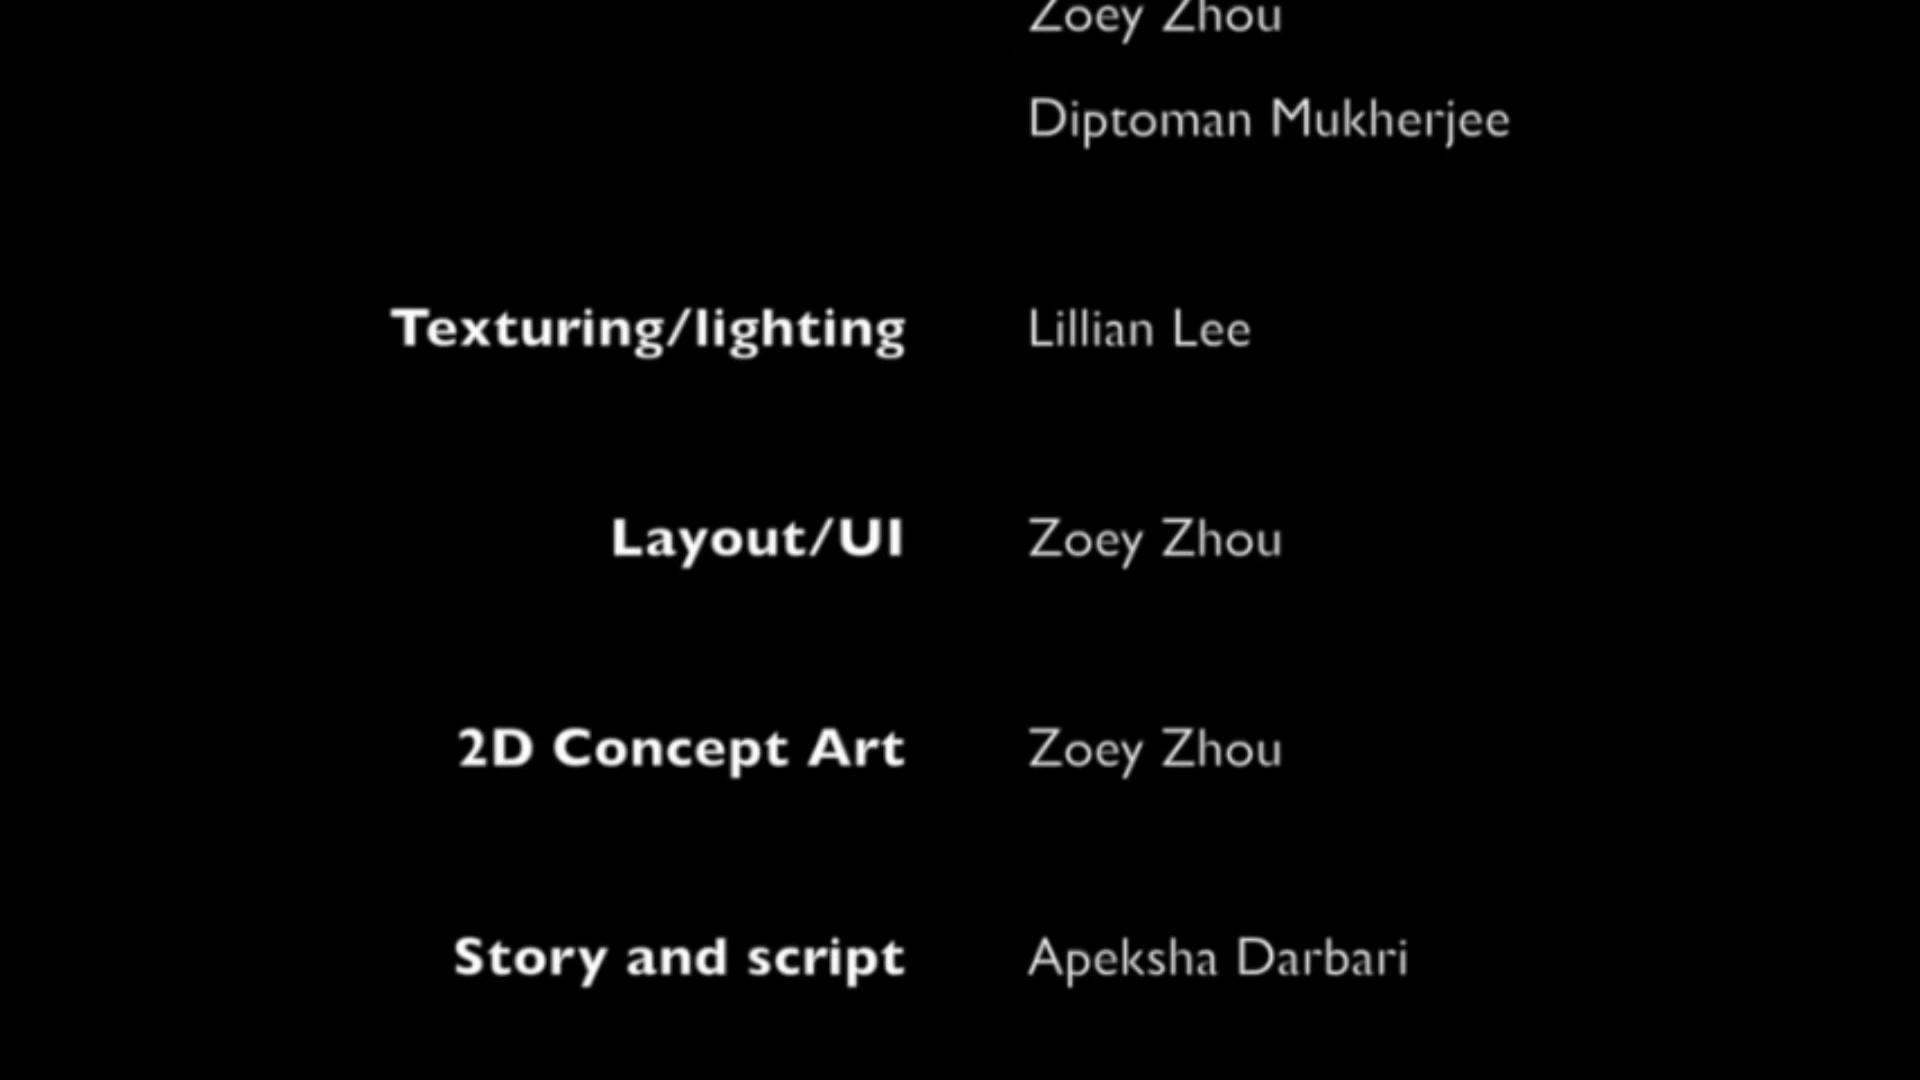 Zoey Zhou
Diptoman Mukherjee
Texturing/lighting Lillian Lee
Layout/UI Zoey Zhou
2D Concept Art Zoey Zhou
Story and script Apeksha Darbari